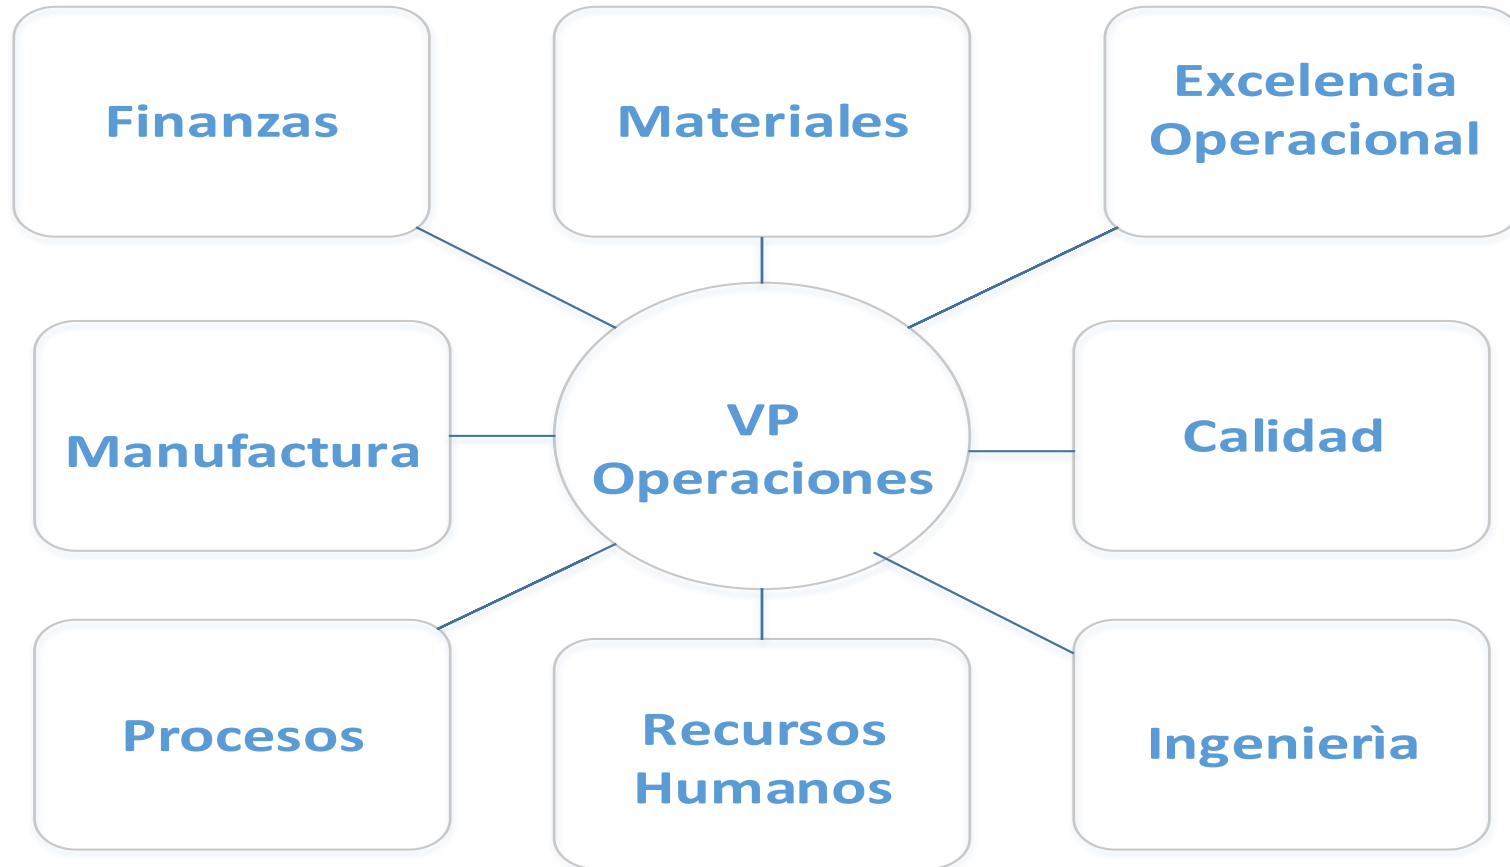 Finanzas
Materiales
Excelencia
Operacional
Manufactura
VP
Operaciones
Calidad
Procesos
Recursos
Humanos
Ingenierìa